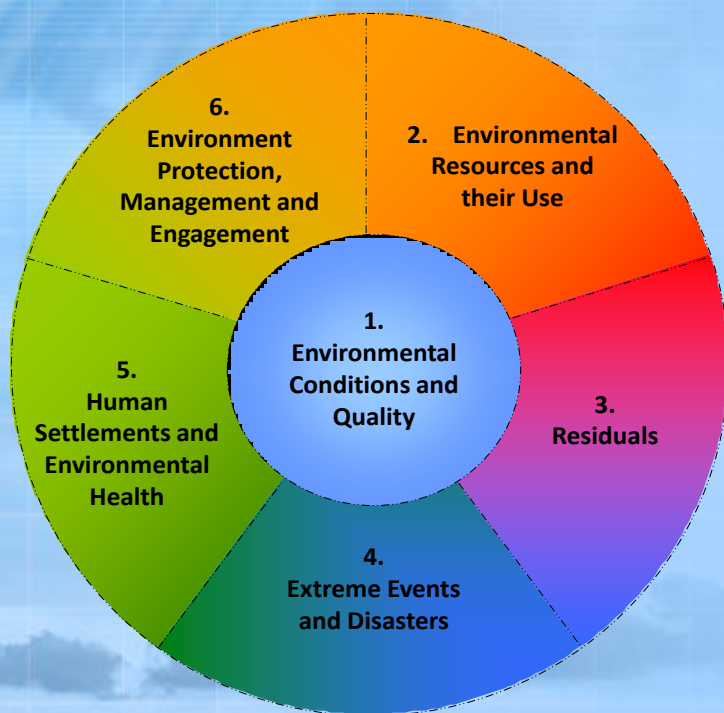 1.
Environmental
Conditions and
Quality
2. Environmental
Resources and
their Use
3.
Residuals
4.
Extreme Events
and Disasters
5.
Human
Settlements and
Environmental
Health
6.
Environment
Protection,
Management and
Engagement